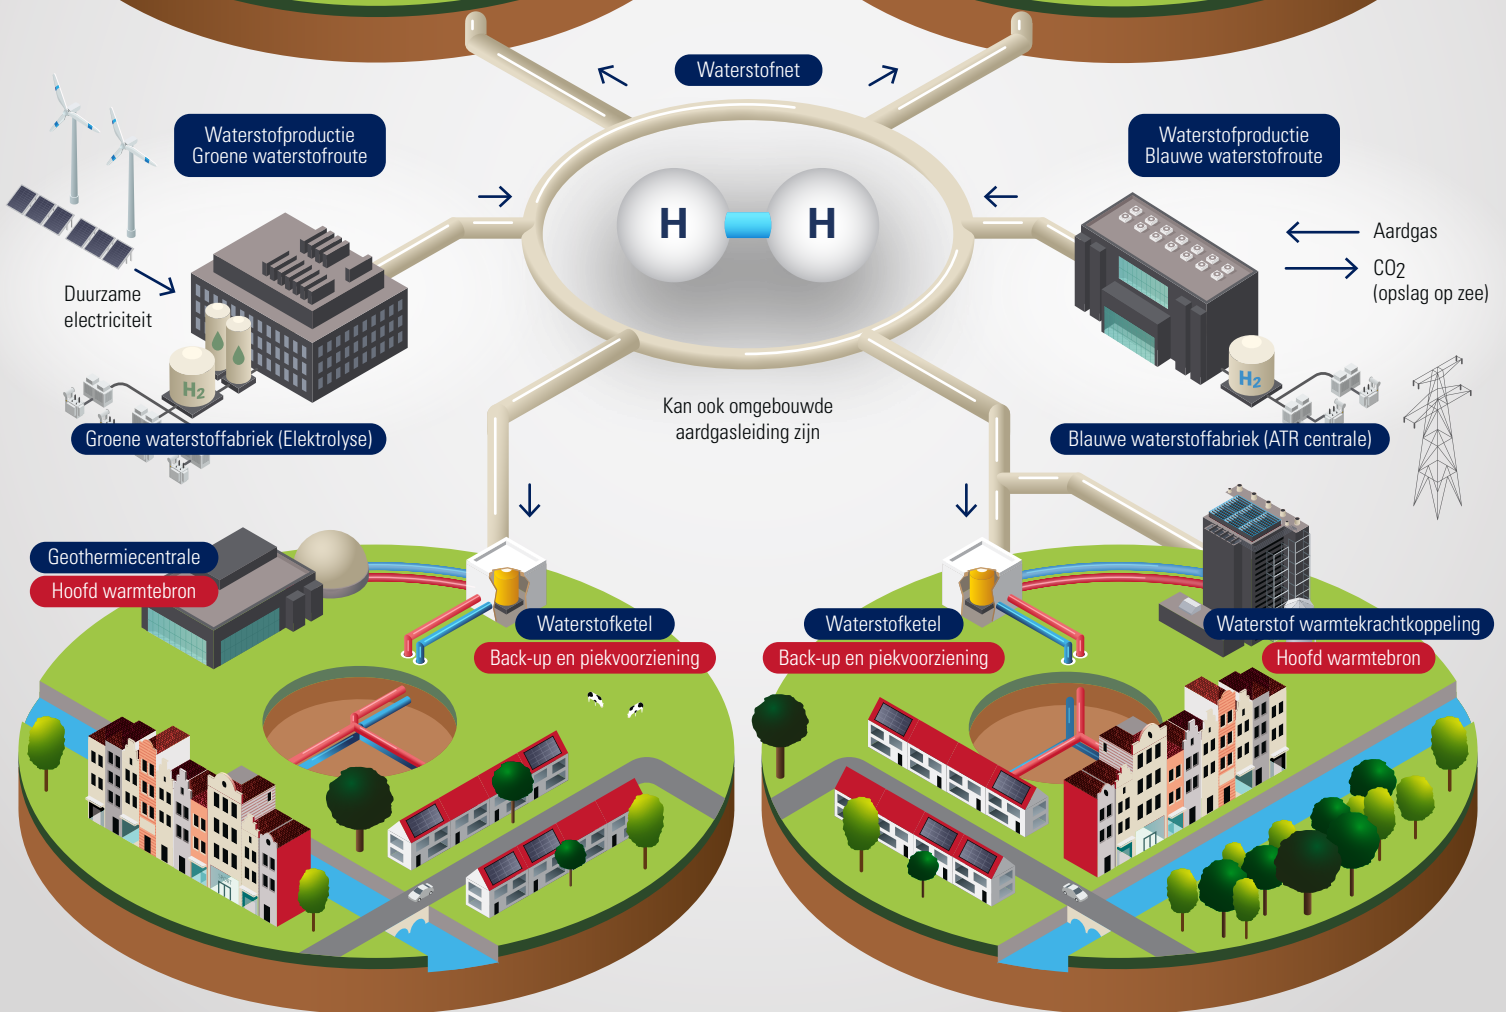 Waterstofnet
Waterstofproductie
Groene waterstofroute
Waterstofproductie
Blauwe waterstofroute
H H
Aardgas
CO2
(opslag op zee)
Duurzame
electriciteit
H2
H2
Kan ook omgebouwde
aardgasleiding zijn
Groene waterstoffabriek (Elektrolyse)
Blauwe waterstoffabriek (ATR centrale)
Geothermiecentrale
Hoofd warmtebron
Waterstofketel
Back-up en piekvoorziening
Waterstofketel
Back-up en piekvoorziening
Waterstof warmtekrachtkoppeling
Hoofd warmtebron